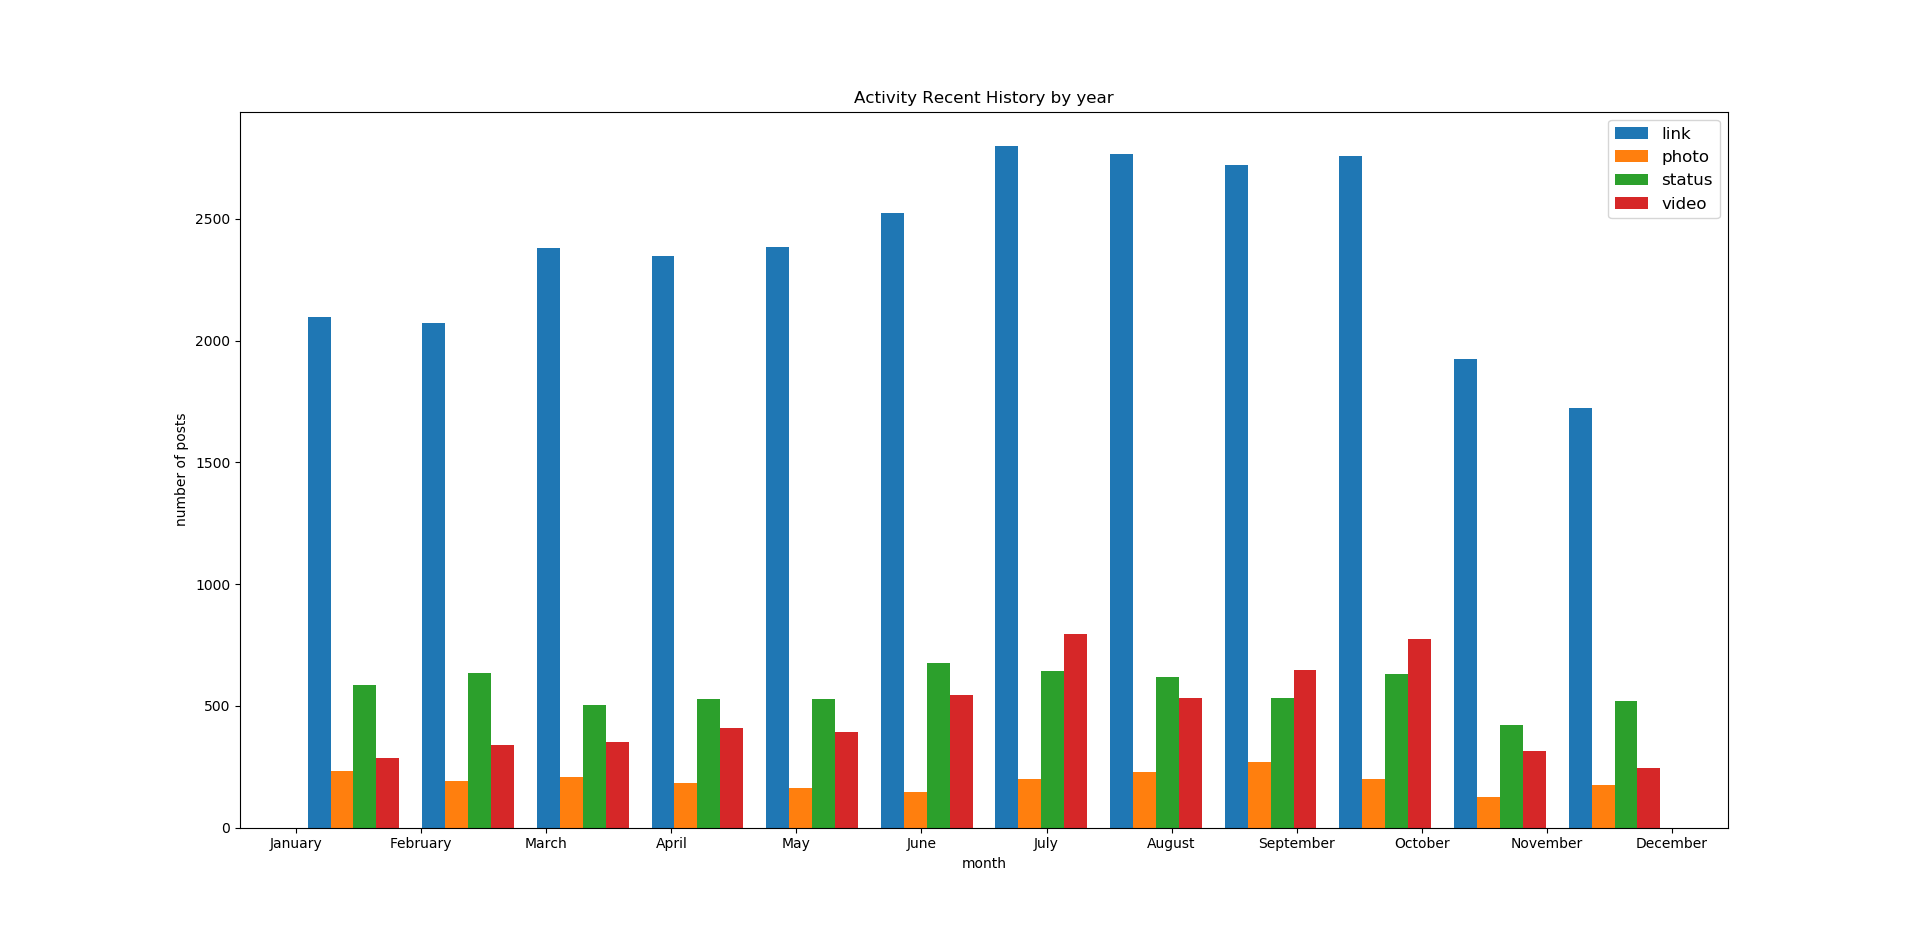 Activity Recent History by year
link
photo
status
video
number of posts
2500
2000
1500
1000
500
0
January February March April May June July August September October November December
month